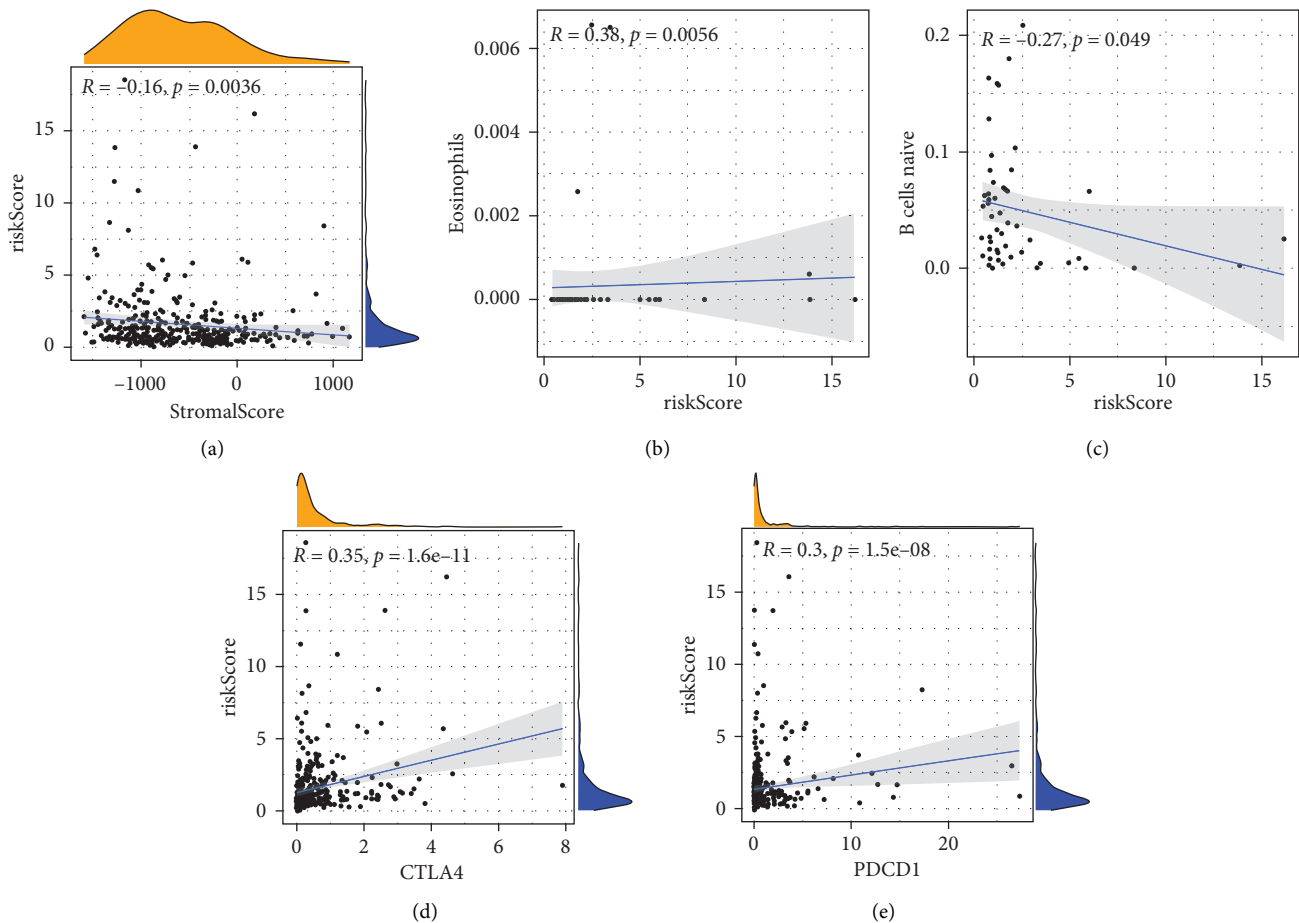 R = –0.16, p = 0.0036
riskScore
15
10
5
0
–1000 0 1000
StromalScore
(a)
R = 0.38, p = 0.0056
Eosinophils
0.006
0.004
0.002
0.000
0 5 10 15
riskScore
(b)
R = –0.27, p = 0.049
B cells naive
0.2
0.1
0.0
0 5 10 15
riskScore
(c)
R = 0.35, p = 1.6e–11
riskScore
15
10
5
0
0 2 4 6 8
CTLA4
(d)
R = 0.3, p = 1.5e–08
riskScore
15
10
5
0
0 10 20
PDCD1
(e)